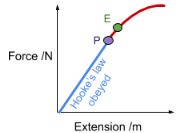 E
P
Force /N
Hooke's law
obeyed
Extension /m